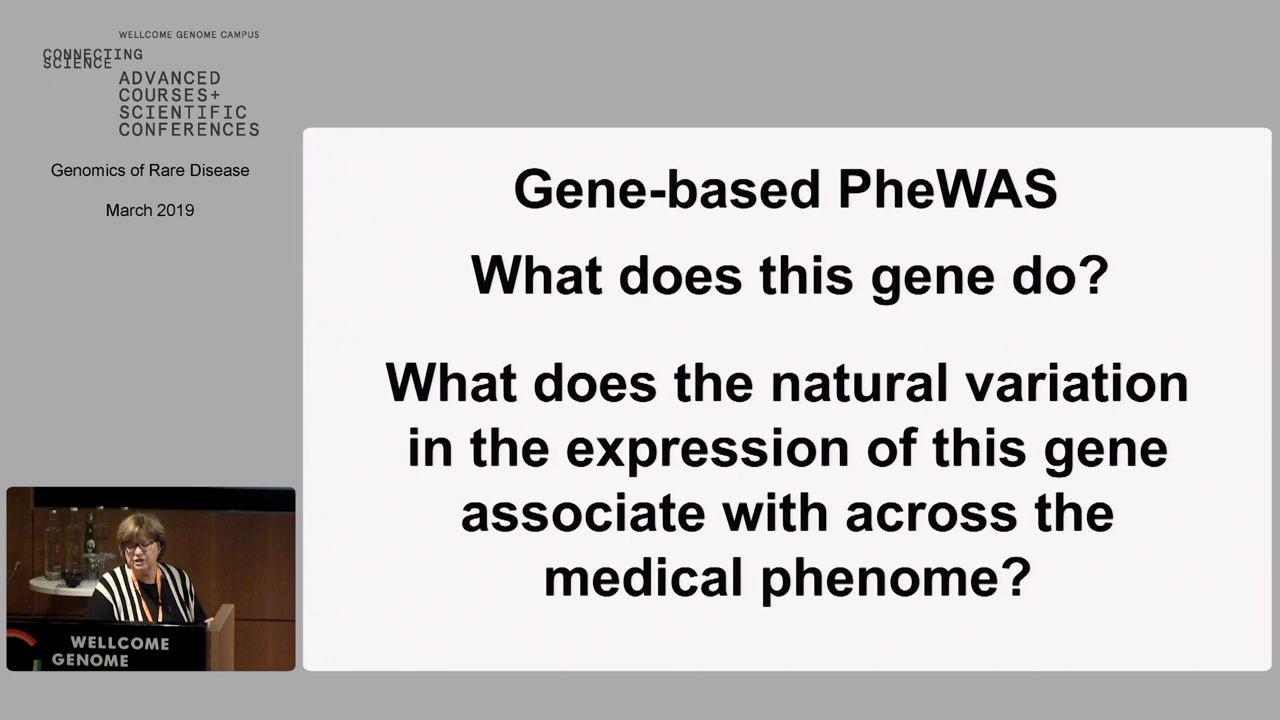 WELLCOME GENOME CAMPUS
CONNECTING
SCIENCE
ADVANCED
COURSES+
SCIENTIFIC
CONFERENCES
Genomics of Rare Disease
March 2019
Gene-based PheWAS
What does this gene do?
What does the natural variation
in the expression of this gene
associate with across the
medical phenome?
WELLCOME
GENOME